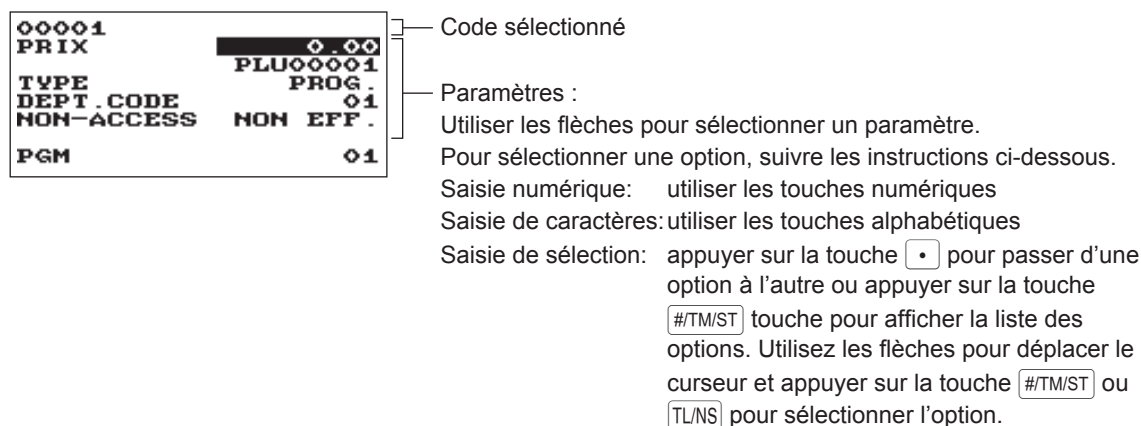 00001
PRIX 0.00
PLU00001
TYPE PROG.
DEPT.CODE 01
NON-ACCESS NON EFF.
PGM 01
Code sélectionné
Paramètres :
Utiliser les flèches pour sélectionner un paramètre.
Pour sélectionner une option, suivre les instructions ci-dessous.
Saisie numérique: utiliser les touches numériques
Saisie de caractères: utiliser les touches alphabétiques
Saisie de sélection: appuyer sur la touche • pour passer d’une
option à l’autre ou appuyer sur la touche
#/TM/ST touche pour afficher la liste des
options. Utilisez les flèches pour déplacer le
curseur et appuyer sur la touche #/TM/ST ou
TL/NS pour sélectionner l’option.